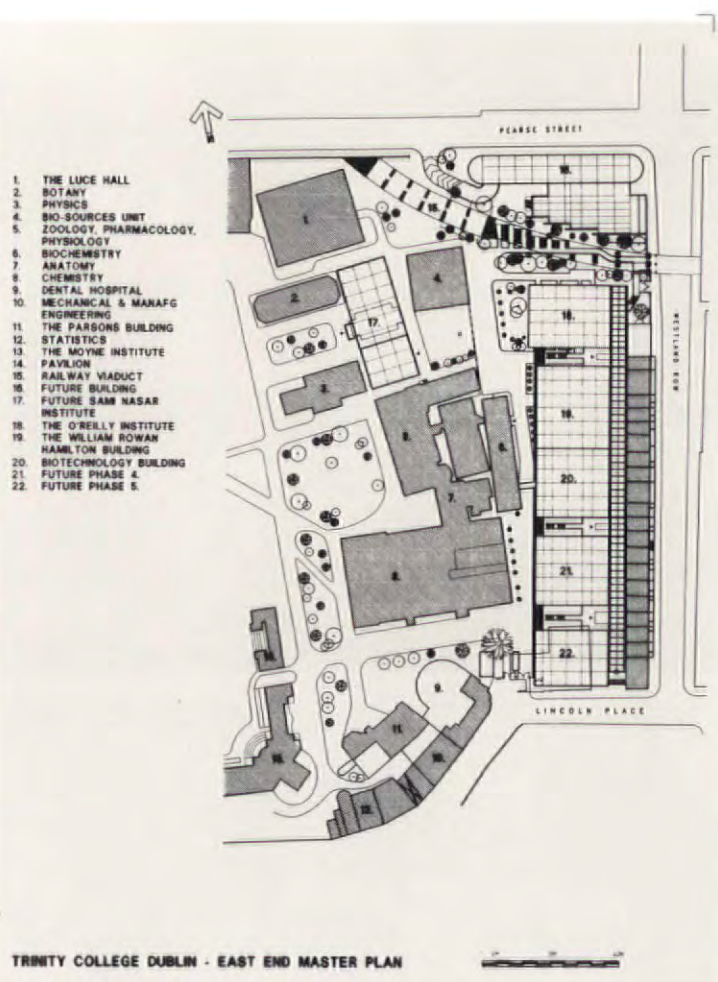 PEARSE STREET
1. THE LUCE HALL
2. BOTANY
3. PHYSICS
4. BIO-SOURCES UNIT
5. ZOOLOGY, PHARMACOLOGY,
PHYSIOLOGY
6. BIOCHEMISTRY
7. ANATOMY
8. CHEMISTRY
9. DENTAL HOSPITAL
10. MECHANICAL & MANAFG
ENGINEERING
11. THE PARSONS BUILDING
12. STATISTICS
13. THE MOYNE INSTITUTE
14. PAVILION
15. RAILWAY VIADUCT
16. FUTURE BUILDING
17. FUTURE SAMI NASAR
INSTITUTE
18. THE O'REILLY INSTITUTE
19. THE WILLIAM ROWAN
HAMILTON BUILDING
20. BIOTECHNOLOGY BUILDING
21. FUTURE PHASE 4.
22. FUTURE PHASE 5.
16.
15.
1.
4.
2.
17.
18.
WESTLAND ROW
3.
19.
5.
6.
20.
7.
21.
8.
22.
9.
LINCOLN PLACE
11.
10.
13.
12.
TRINITY COLLEGE DUBLIN - EAST END MASTER PLAN